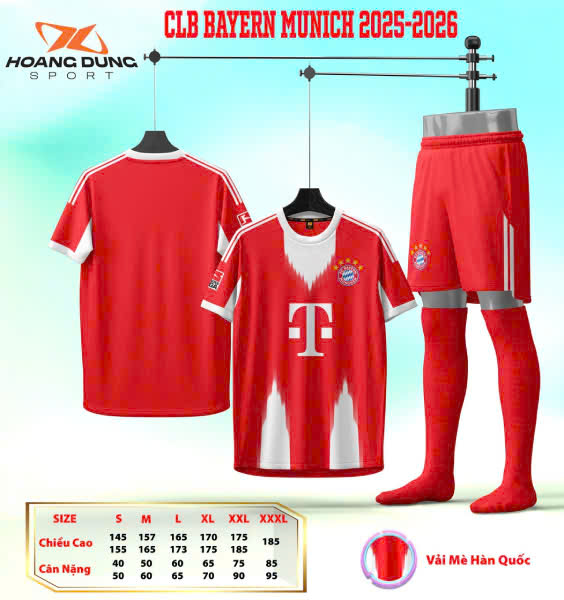 CLB BAYERN MUNICH 2025-2026
HOANG DUNG
SPORT
T
SIZE S M L XL XXL XXXL
Chiều Cao 145 157 165 170 175 185
155 165 173 175 185
Cân Nặng 40 50 60 65 75 85
50 60 65 70 90 95
Vải Mè Hàn Quốc